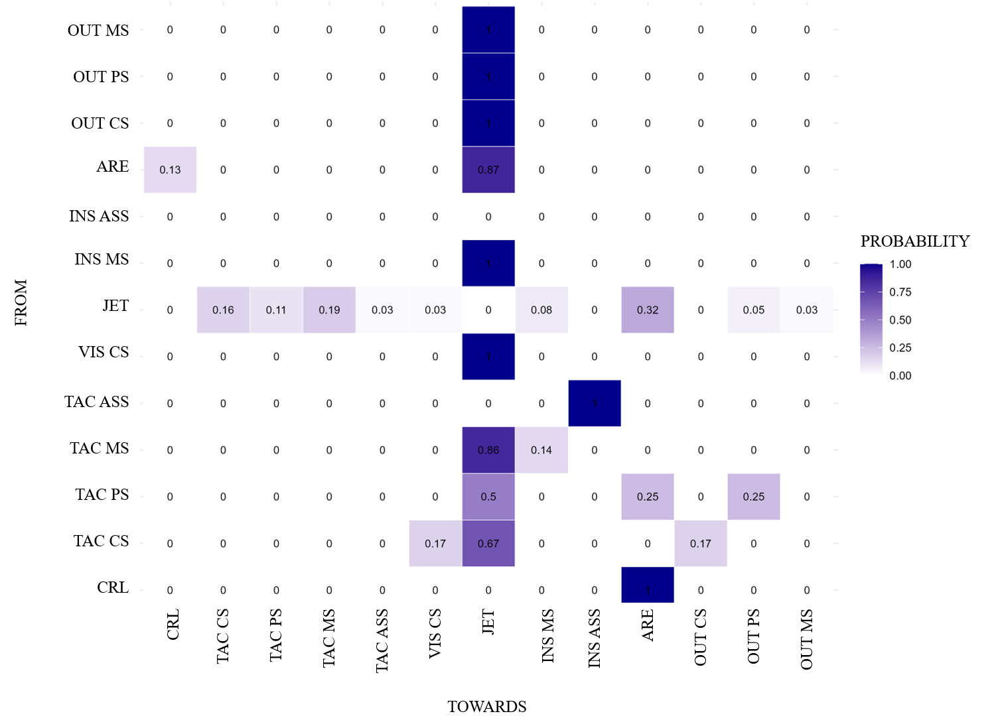 OUT MS 0 0 0 0 0 0 1 0 0 0 0 0 0
OUT PS 0 0 0 0 0 0 1 0 0 0 0 0 0
OUT CS 0 0 0 0 0 0 1 0 0 0 0 0 0
ARE 0.13 0 0 0 0 0 0.87 0 0 0 0 0 0
INS ASS 0 0 0 0 0 0 0 0 0 0 0 0 0
INS MS 0 0 0 0 0 0 1 0 0 0 0 0 0
JET 0 0.16 0.11 0.19 0.03 0.03 0 0.08 0 0.32 0 0.05 0.03
VIS CS 0 0 0 0 0 0 1 0 0 0 0 0 0
TAC ASS 0 0 0 0 0 0 0 0 1 0 0 0 0
TAC MS 0 0 0 0 0 0 0.86 0.14 0 0 0 0 0
TAC PS 0 0 0 0 0 0 0.5 0 0 0.25 0 0.25 0
TAC CS 0 0 0 0 0 0.17 0.67 0 0 0 0.17 0 0
CRL 0 0 0 0 0 0 0 0 0 1 0 0 0
FROM
CRL TAC CS TAC PS TAC MS TAC ASS VIS CS JET INS MS INS ASS ARE OUT CS OUT PS OUT MS
TOWARDS
PROBABILITY
1.00
0.75
0.50
0.25
0.00